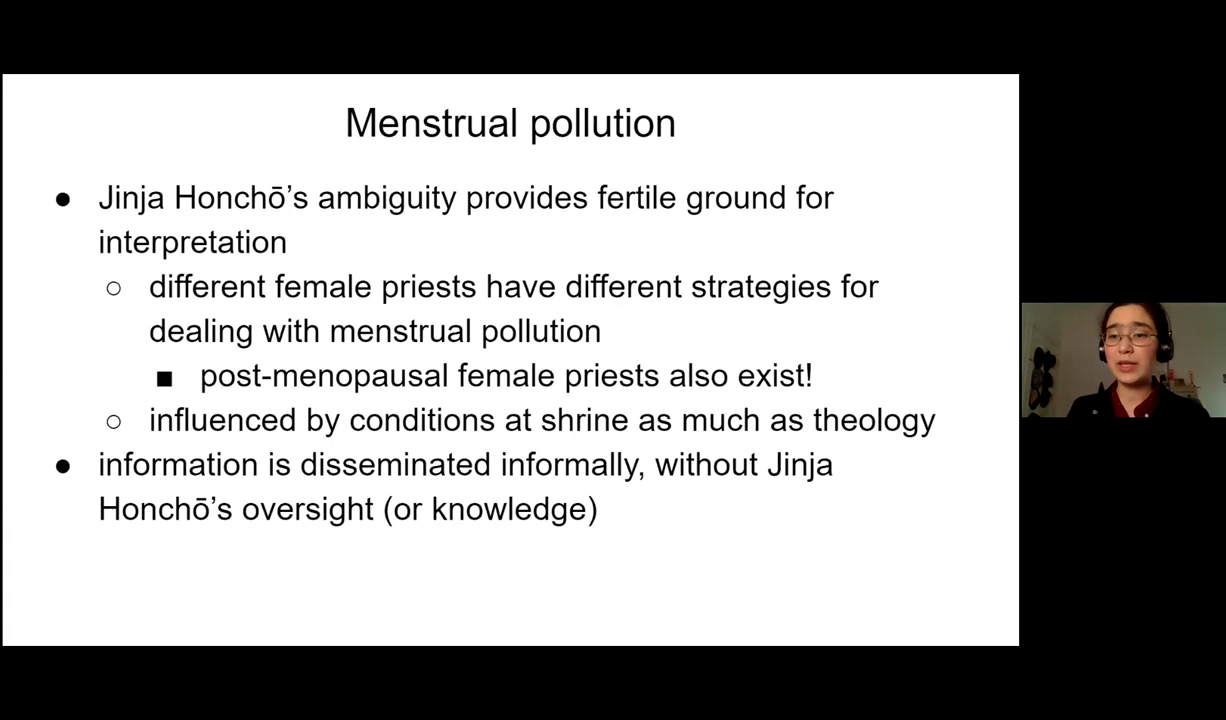 Menstrual pollution
● Jinja Honchō’s ambiguity provides fertile ground for
interpretation
○ different female priests have different strategies for
dealing with menstrual pollution
■ post-menopausal female priests also exist!
○ influenced by conditions at shrine as much as theology
● information is disseminated informally, without Jinja
Honchō’s oversight (or knowledge)